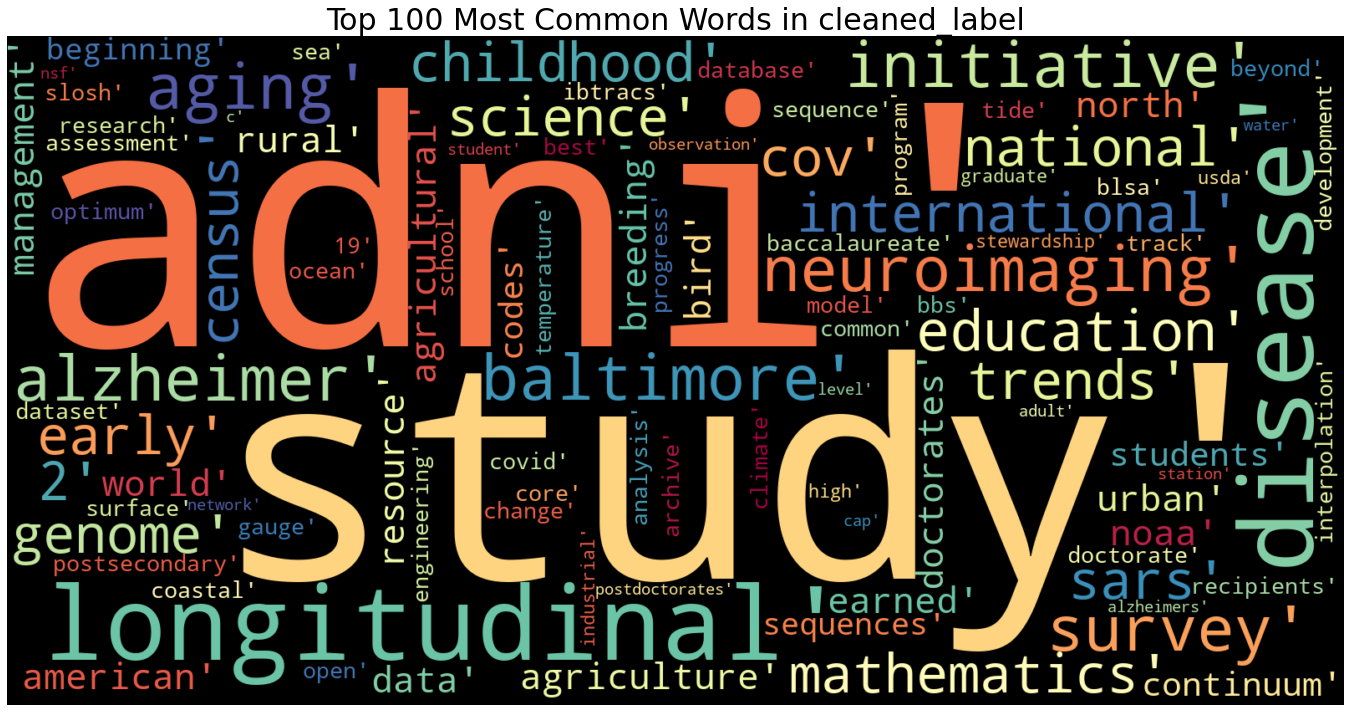 Top 100 Most Common Words in cleaned_label
beginning'
sea'
childhood'
database'
initiative'
beyond'
nsf'
slosh'
aging'
ibtracs'
science'
sequence'
tide'
north'
management'
research'
c'
assessment'
rural'
student'
best'
observation'
cov'
program'
national'
water'
development'
census'
agricultural'
breeding'
graduate'
blsa'
usda'
optimum'
adni'
international'
disease'
19'
ocean'
school'
codes'
temperature'
progress'
bird'
baccalaureate'
stewardship'
track'
neuroimaging'
model'
bbs'
common'
education'
alzheimer'
baltimore'
level'
trends'
dataset'
early'
study'
adult'
interpolation'
resource'
covid'
analysis'
archive'
climate'
high'
doctorates'
students'
station'
2'
world'
core'
change'
cap'
urban'
surface'
network'
engineering'
genome'
gauge'
noaa'
postsecondary'
doctorate'
coastal'
industrial'
postdoctorates'
sars'
recipients'
longitudinal'
earned'
alzheimers'
sequences'
survey'
american'
open'
data'
agriculture'
mathematics'
continuum'